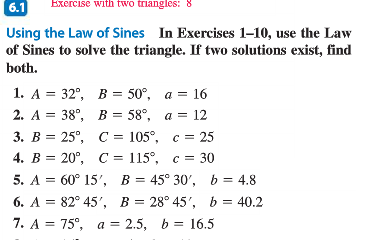 6.1 Exercise with two triangles: 8
Using the Law of Sines In Exercises 1–10, use the Law
of Sines to solve the triangle. If two solutions exist, find
both.
1. A = 32°, B = 50°, a = 16
2. A = 38°, B = 58°, a = 12
3. B = 25°, C = 105°, c = 25
4. B = 20°, C = 115°, c = 30
5. A = 60° 15′, B = 45° 30′, b = 4.8
6. A = 82° 45′, B = 28° 45′, b = 40.2
7. A = 75°, a = 2.5, b = 16.5